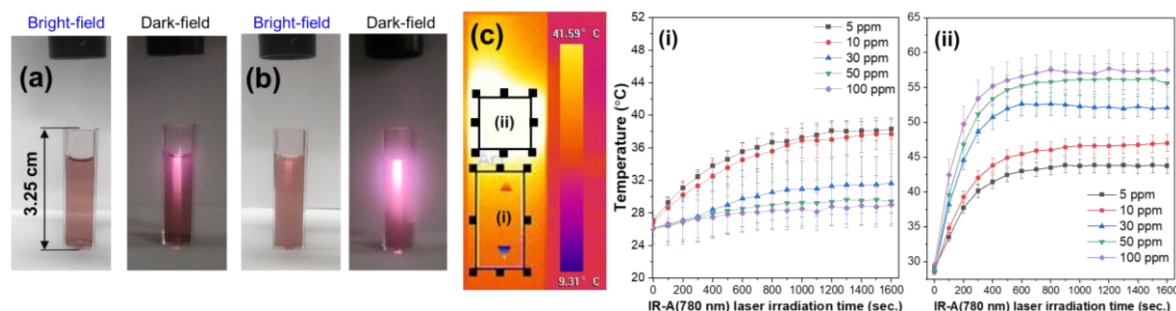 Bright-field
Dark-field
Bright-field
Dark-field
(a)
3.25 cm
(b)
(c)
41.59° C
(ii)
(i)
9.31° C
(i)
5 ppm
10 ppm
30 ppm
50 ppm
100 ppm
Temperature (°C)
52
48
44
40
36
32
28
24
20
0 200 400 600 800 1000 1200 1400 1600
IR-A(780 nm) laser irradiation time (sec.)
(ii)
65
60
55
50
45
40
35
30
5 ppm
10 ppm
30 ppm
50 ppm
100 ppm
0 200 400 600 800 1000 1200 1400 1600
IR-A(780 nm) laser irradiation time (sec.)